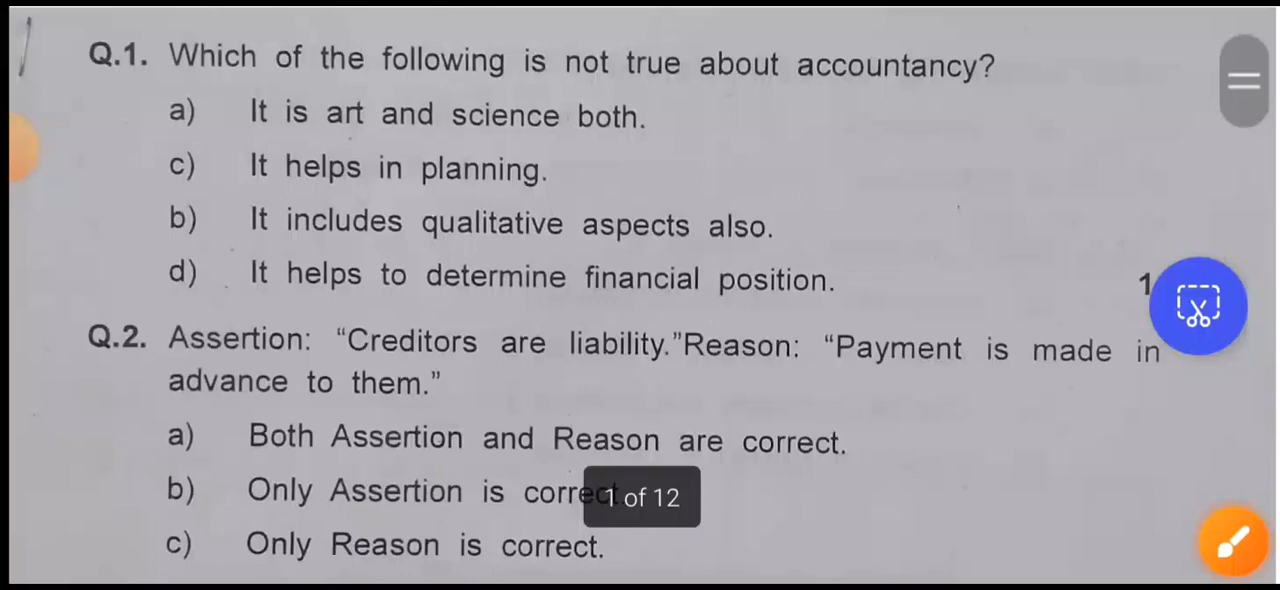 Q.1. Which of the following is not true about accountancy?
a) It is art and science both.
c) It helps in planning.
b) It includes qualitative aspects also.
d) It helps to determine financial position. 1
Q.2. Assertion: “Creditors are liability.”Reason: “Payment is made in
advance to them.”
a) Both Assertion and Reason are correct.
b) Only Assertion is correct
1 of 12
c) Only Reason is correct.